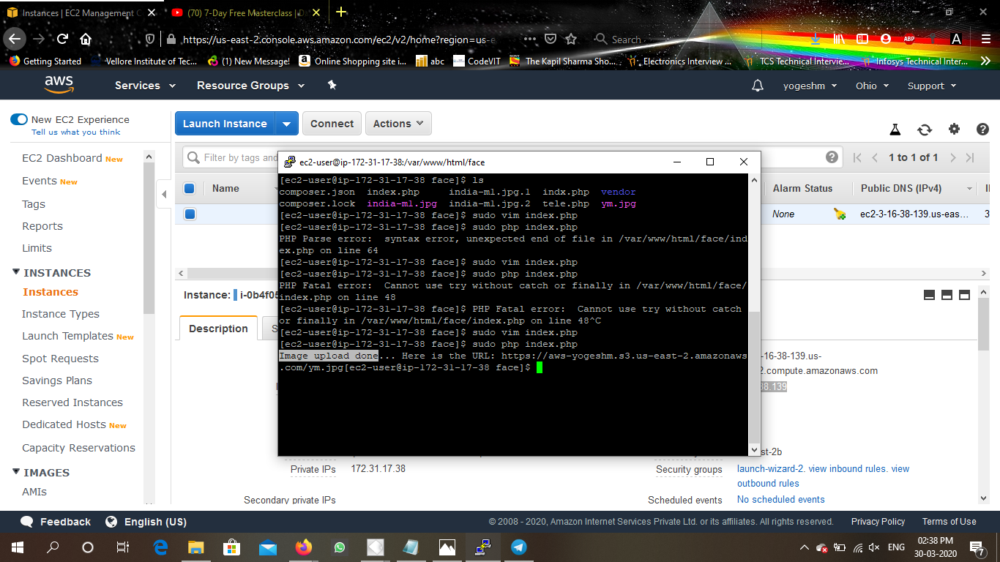 Instances | EC2 Management C
(70) 7-Day Free Masterclass | D
https://us-east-2.console.aws.amazon.com/ec2/v2/home?region=us-e
Search
ABP
A
Getting Started
Vellore Institute of Tec...
(1) New Message!
Online Shopping site i...
abc
CodeVIT
The Kapil Sharma Sho...
Electronics Interview ...
TCS Technical Intervie...
Infosys Technical Inter...
aws
Services
Resource Groups
yogeshm
Ohio
Support
New EC2 Experience
Tell us what you think
Launch Instance
Connect
Actions
EC2 Dashboard New
Events New
Tags
Reports
Limits
INSTANCES
Instances
Instance Types
Launch Templates New
Spot Requests
Savings Plans
Reserved Instances
Dedicated Hosts New
Capacity Reservations
IMAGES
AMIs
Filter by tags and
1 to 1 of 1
Name
Alarm Status
Public DNS (IPv4)
None
ec2-3-16-38-139.us-eas...
3
ec2-user@ip-172-31-17-38:/var/www/html/face
[ec2-user@ip-172-31-17-38 face]$ ls
composer.json index.php india-ml.jpg.1 indx.php vendor
composer.lock india-ml.jpg india-ml.jpg.2 tele.php ym.jpg
[ec2-user@ip-172-31-17-38 face]$ sudo vim index.php
[ec2-user@ip-172-31-17-38 face]$ sudo php index.php
PHP Parse error: syntax error, unexpected end of file in /var/www/html/face/ind
ex.php on line 64
[ec2-user@ip-172-31-17-38 face]$ sudo vim index.php
[ec2-user@ip-172-31-17-38 face]$ sudo php index.php
PHP Fatal error: Cannot use try without catch or finally in /var/www/html/face/
index.php on line 48
[ec2-user@ip-172-31-17-38 face]$ PHP Fatal error: Cannot use try without catch
or finally in /var/www/html/face/index.php on line 48^C
[ec2-user@ip-172-31-17-38 face]$ sudo vim index.php
[ec2-user@ip-172-31-17-38 face]$ sudo php index.php
Image upload done... Here is the URL: https://aws-yogeshm.s3.us-east-2.amazonaws
.com/ym.jpg[ec2-user@ip-172-31-17-38 face]$
Instance: i-0b4f05
Description
S
-16-38-139.us-
2.compute.amazonaws.com
38.139
st-2b
Private IPs
172.31.17.38
Security groups
launch-wizard-2. view inbound rules. view
outbound rules
Secondary private IPs
Scheduled events
No scheduled events
Feedback
English (US)
© 2008 - 2020, Amazon Internet Services Private Ltd. or its affiliates. All rights reserved.
Privacy Policy
Terms of Use
ENG
02:38 PM
30-03-2020
7